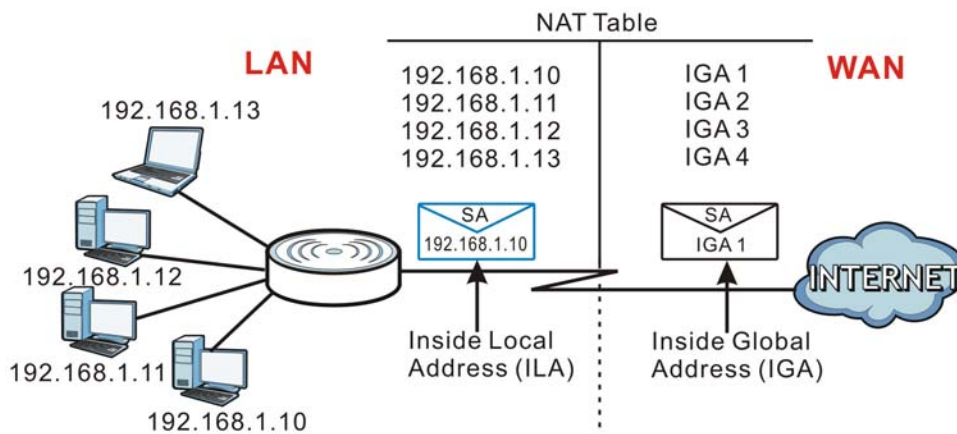 NAT Table
LAN
WAN
192.168.1.10
IGA 1
192.168.1.11
IGA 2
192.168.1.12
IGA 3
192.168.1.13
IGA 4
192.168.1.13
192.168.1.12
192.168.1.11
192.168.1.10
SA
192.168.1.10
SA
IGA 1
INTERNET
Inside Local
Address (ILA)
Inside Global
Address (IGA)